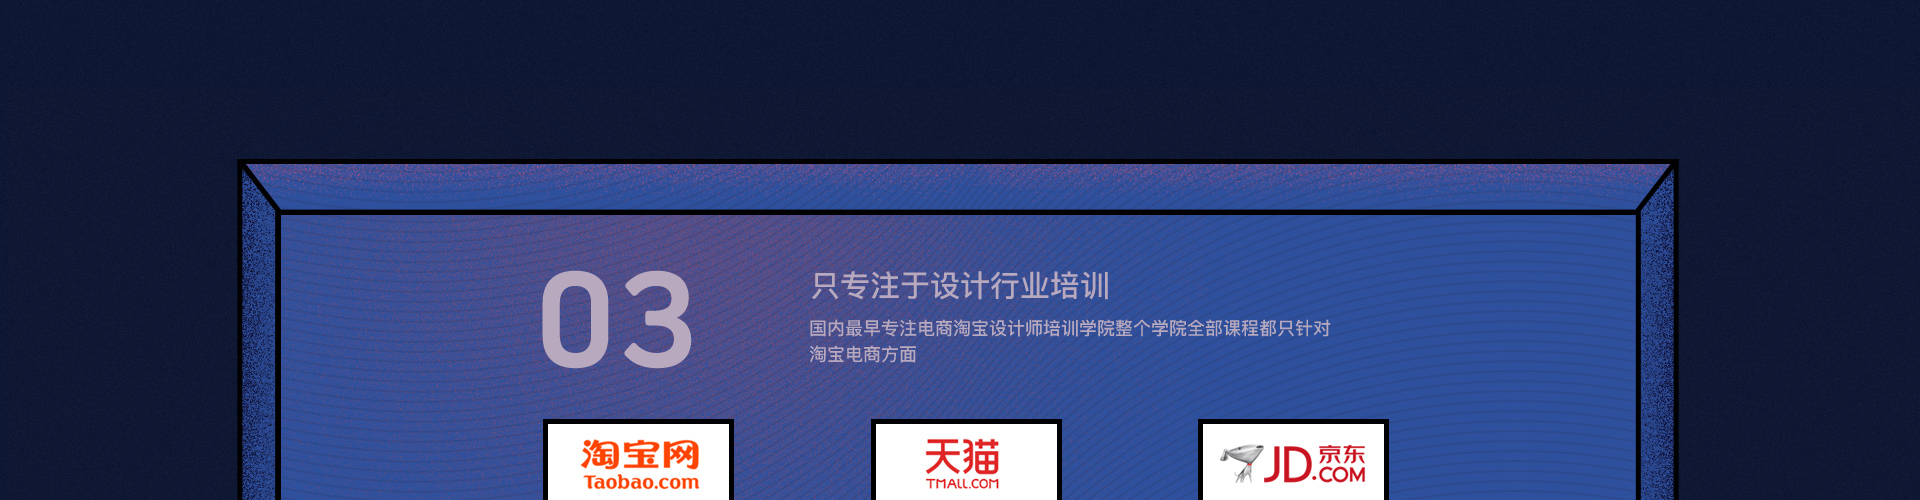 03
只专注于设计行业培训
国内最早专注电商淘宝设计师培训学院整个学院全部课程都只针对
淘宝电商方面
淘宝网
Taobao.com
天猫
TMALL.COM
JD.京东
.COM